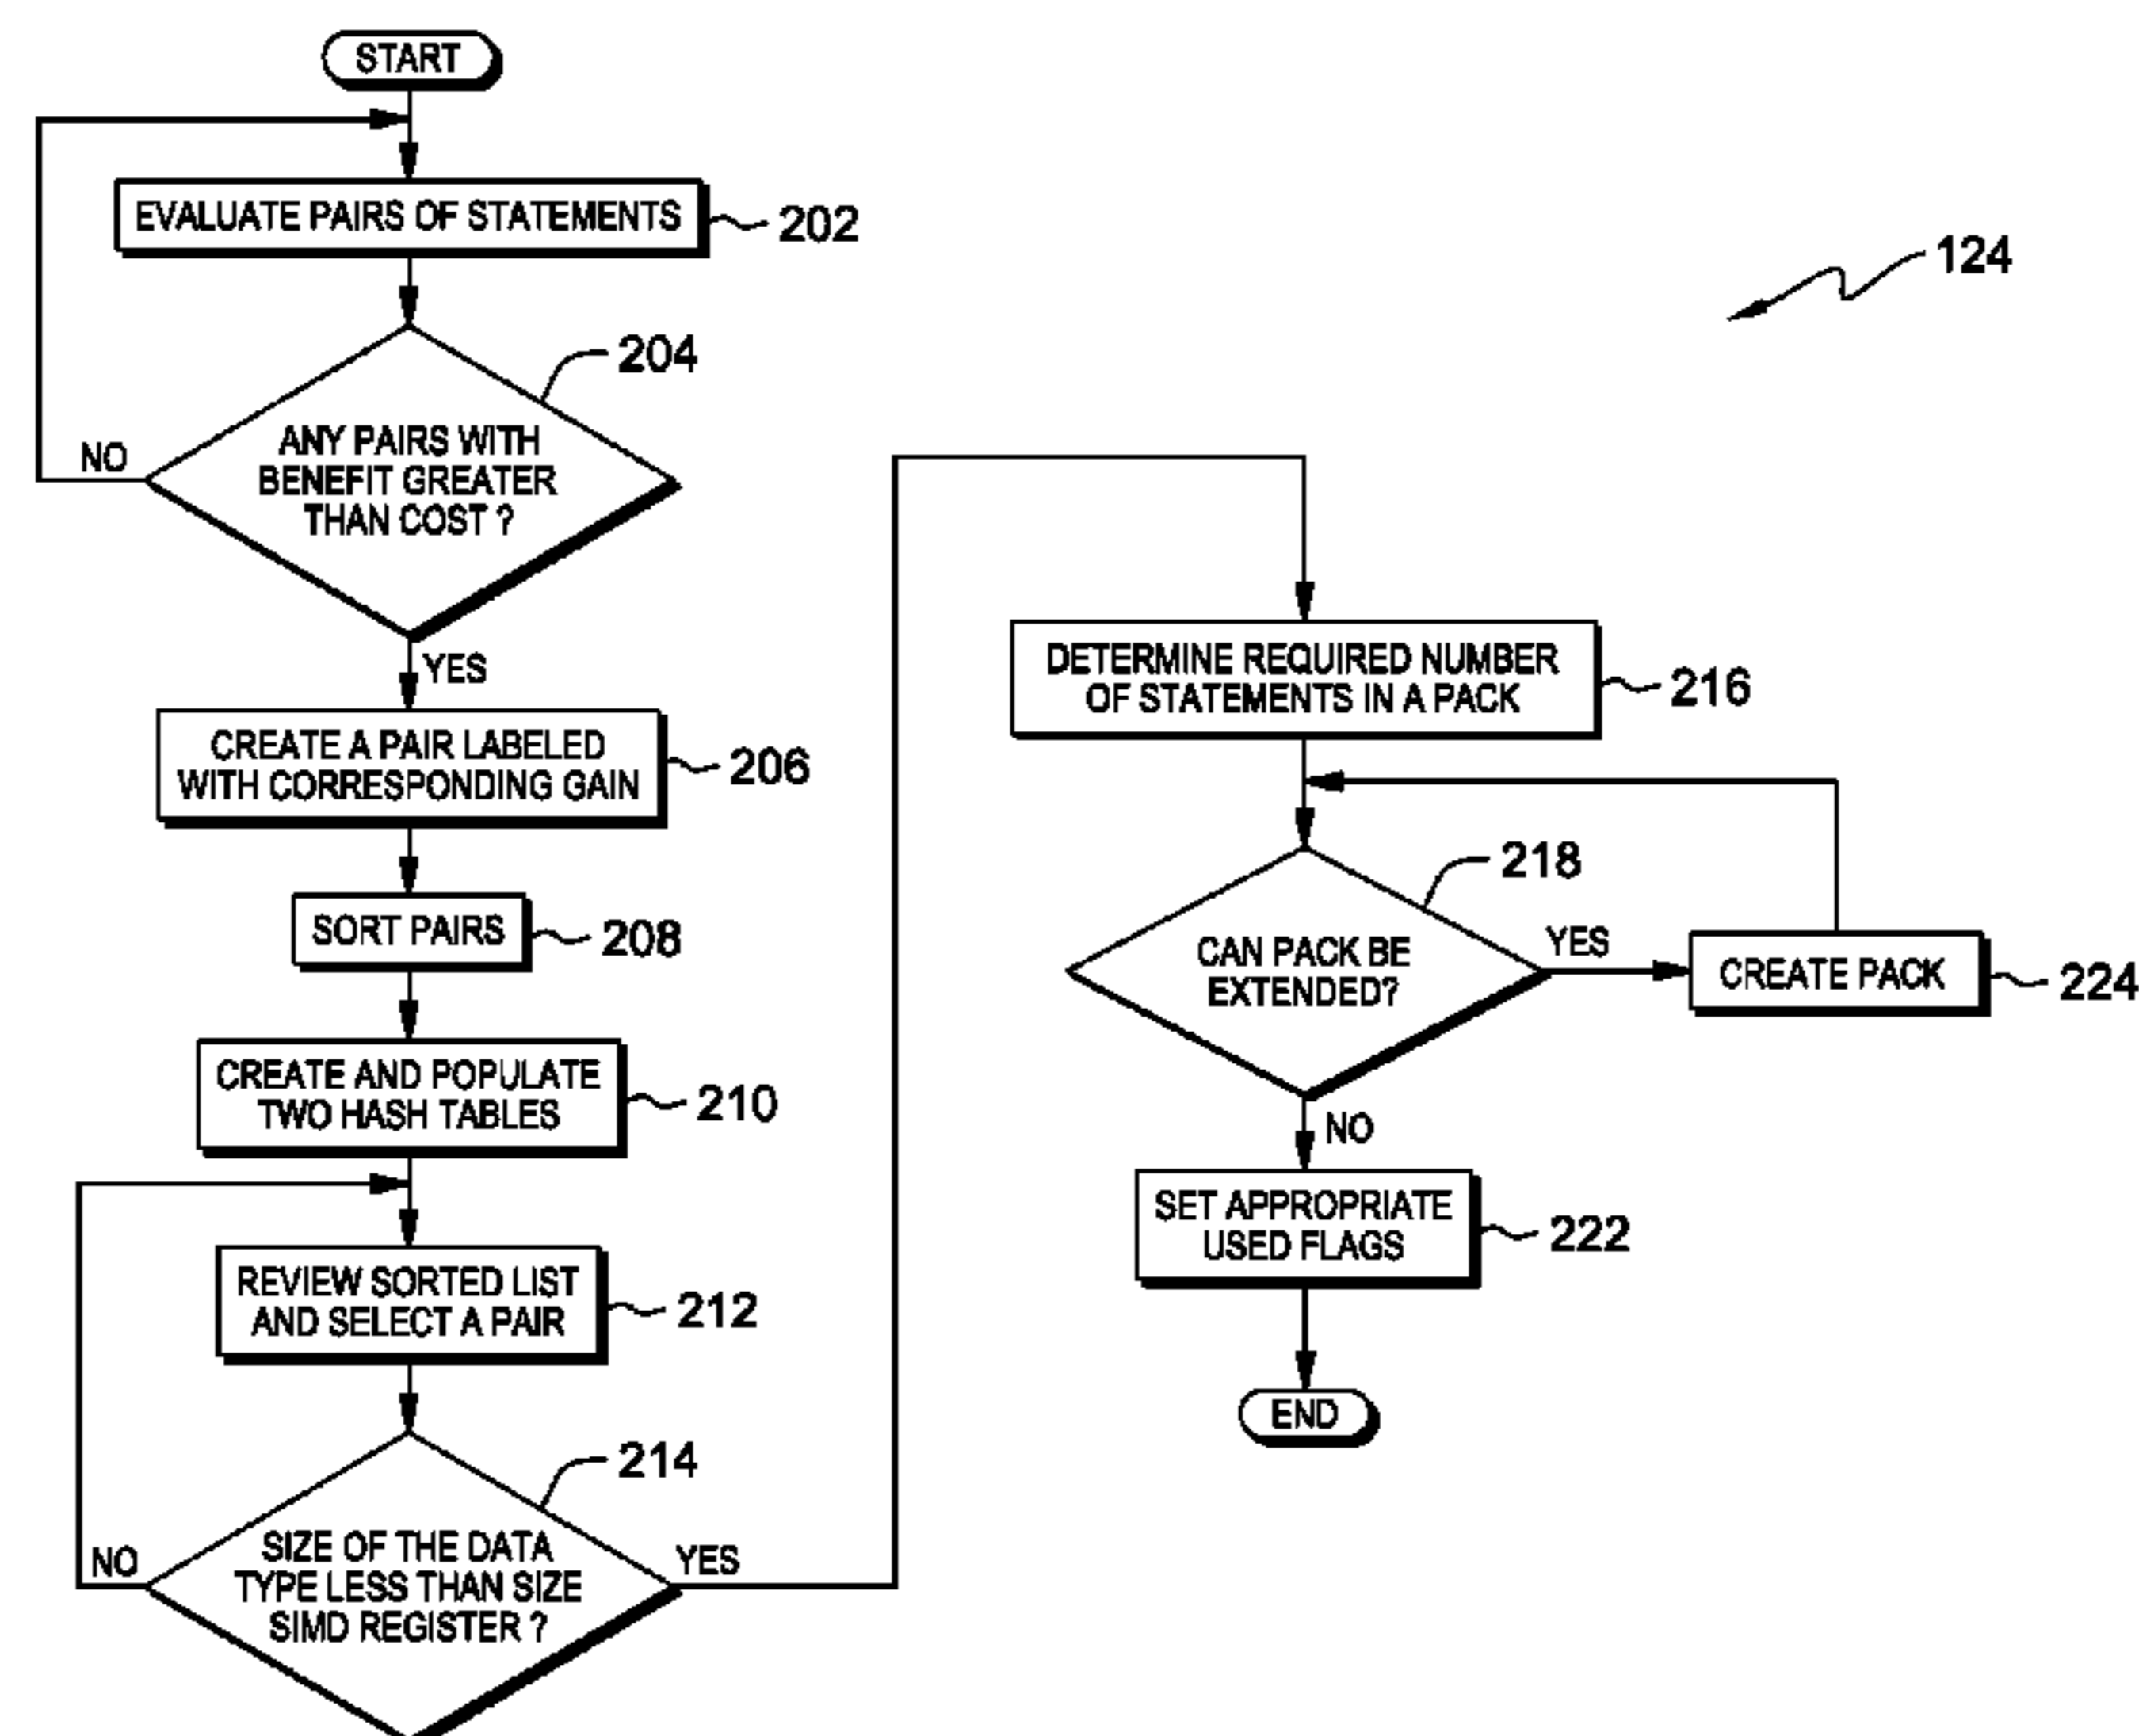 START
EVALUATE PAIRS OF STATEMENTS
202
204
ANY PAIRS WITH
BENEFIT GREATER
THAN COST ?
NO
YES
CREATE A PAIR LABELED
WITH CORRESPONDING GAIN
206
SORT PAIRS
208
CREATE AND POPULATE
TWO HASH TABLES
210
REVIEW SORTED LIST
AND SELECT A PAIR
212
214
SIZE OF THE DATA
TYPE LESS THAN SIZE
SIMD REGISTER ?
NO
YES
124
DETERMINE REQUIRED NUMBER
OF STATEMENTS IN A PACK
216
218
CAN PACK BE
EXTENDED?
YES
CREATE PACK
224
NO
SET APPROPRIATE
USED FLAGS
222
END